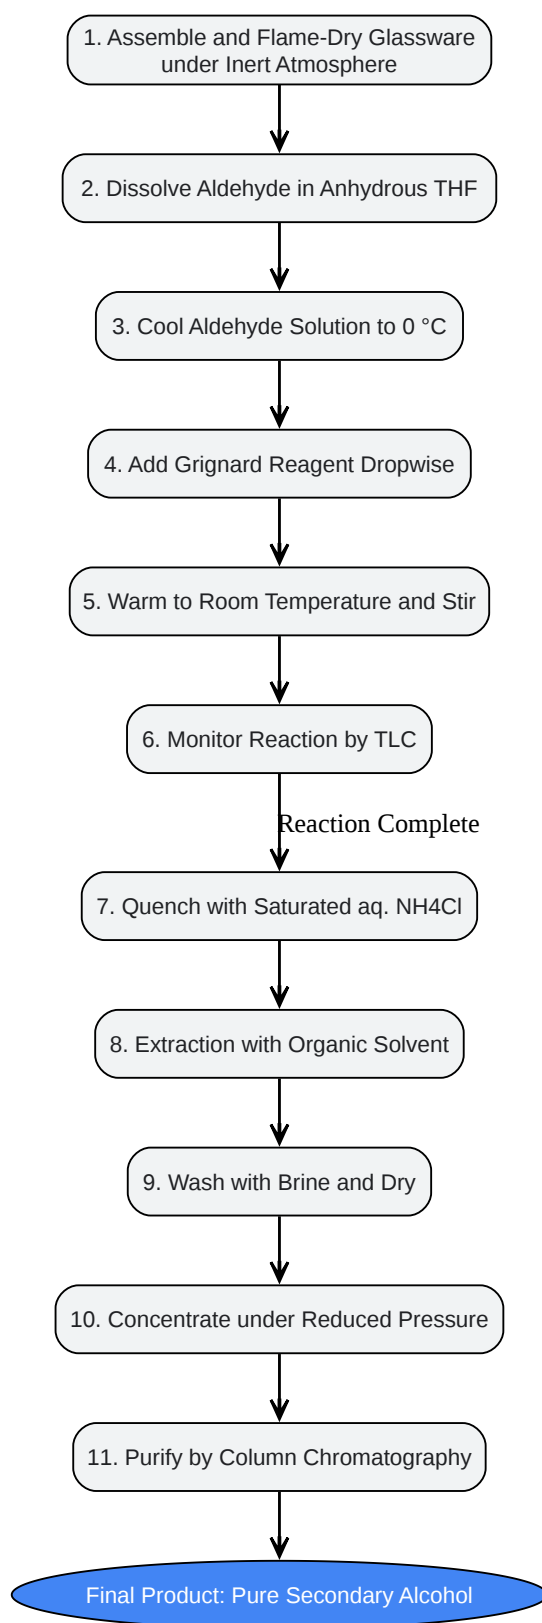 1. Assemble and Flame-Dry Glassware
under Inert Atmosphere
2. Dissolve Aldehyde in Anhydrous THF
3. Cool Aldehyde Solution to 0 °C
4. Add Grignard Reagent Dropwise
5. Warm to Room Temperature and Stir
6. Monitor Reaction by TLC
Reaction Complete
7. Quench with Saturated aq. NH4Cl
8. Extraction with Organic Solvent
9. Wash with Brine and Dry
10. Concentrate under Reduced Pressure
11. Purify by Column Chromatography
Final Product: Pure Secondary Alcohol